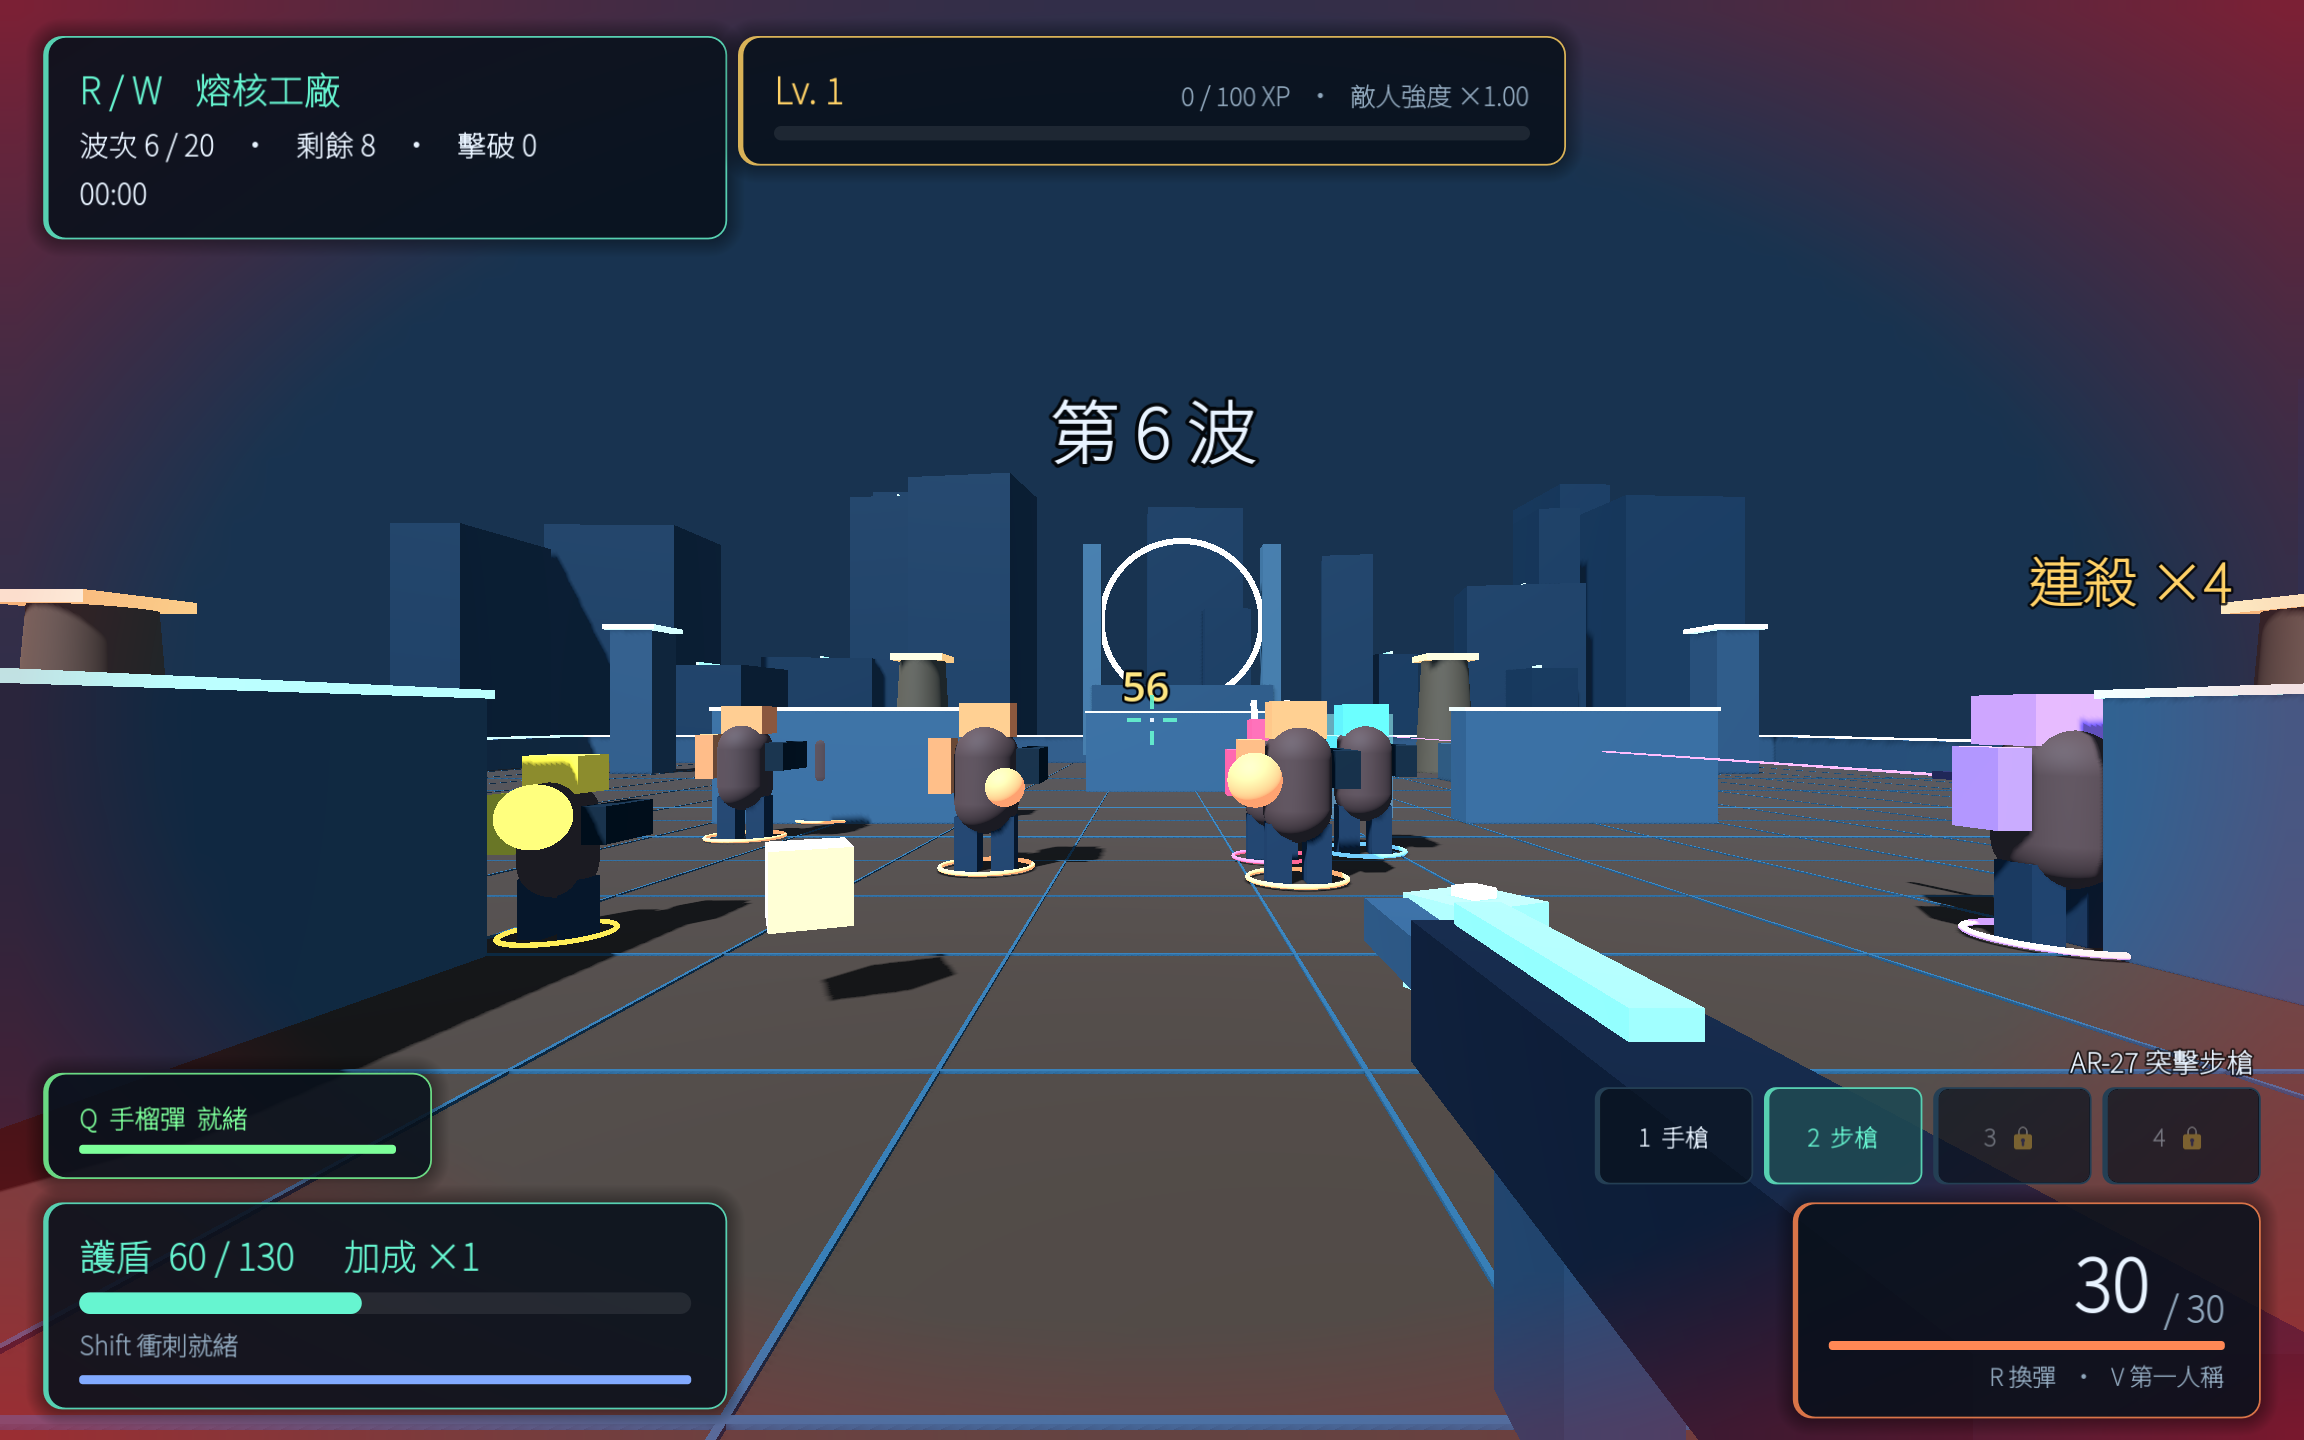 R / W 熔核工廠
波次 6 / 20 · 剩餘 8 · 擊破 0
00:00
Lv. 1
0 / 100 XP · 敵人強度 ×1.00
第 6 波
連殺 ×4
56
AR-27 突擊步槍
Q 手榴彈 就緒
1 手槍
2 步槍
3
4
護盾 60 / 130 加成 ×1
Shift 衝刺就緒
30 / 30
R 換彈 · V 第一人稱